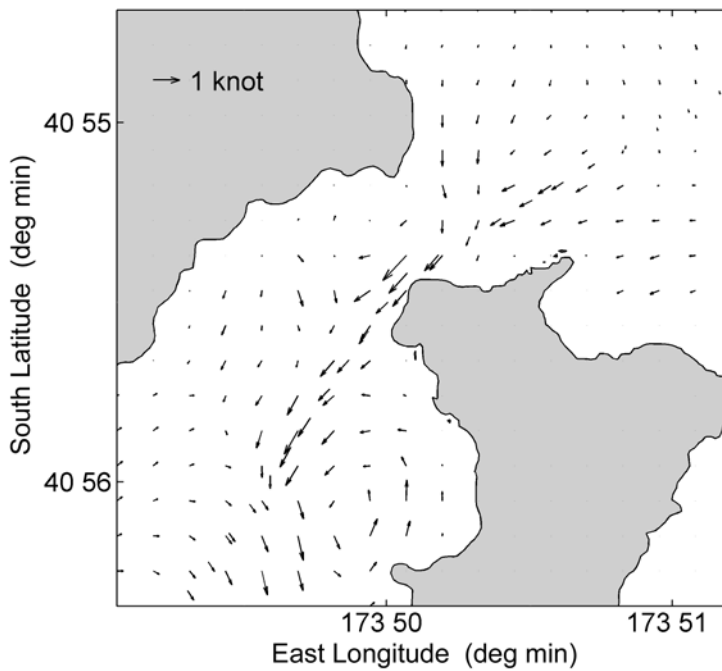 1 knot
40 55
South Latitude (deg min)
40 56
173 50
173 51
East Longitude (deg min)